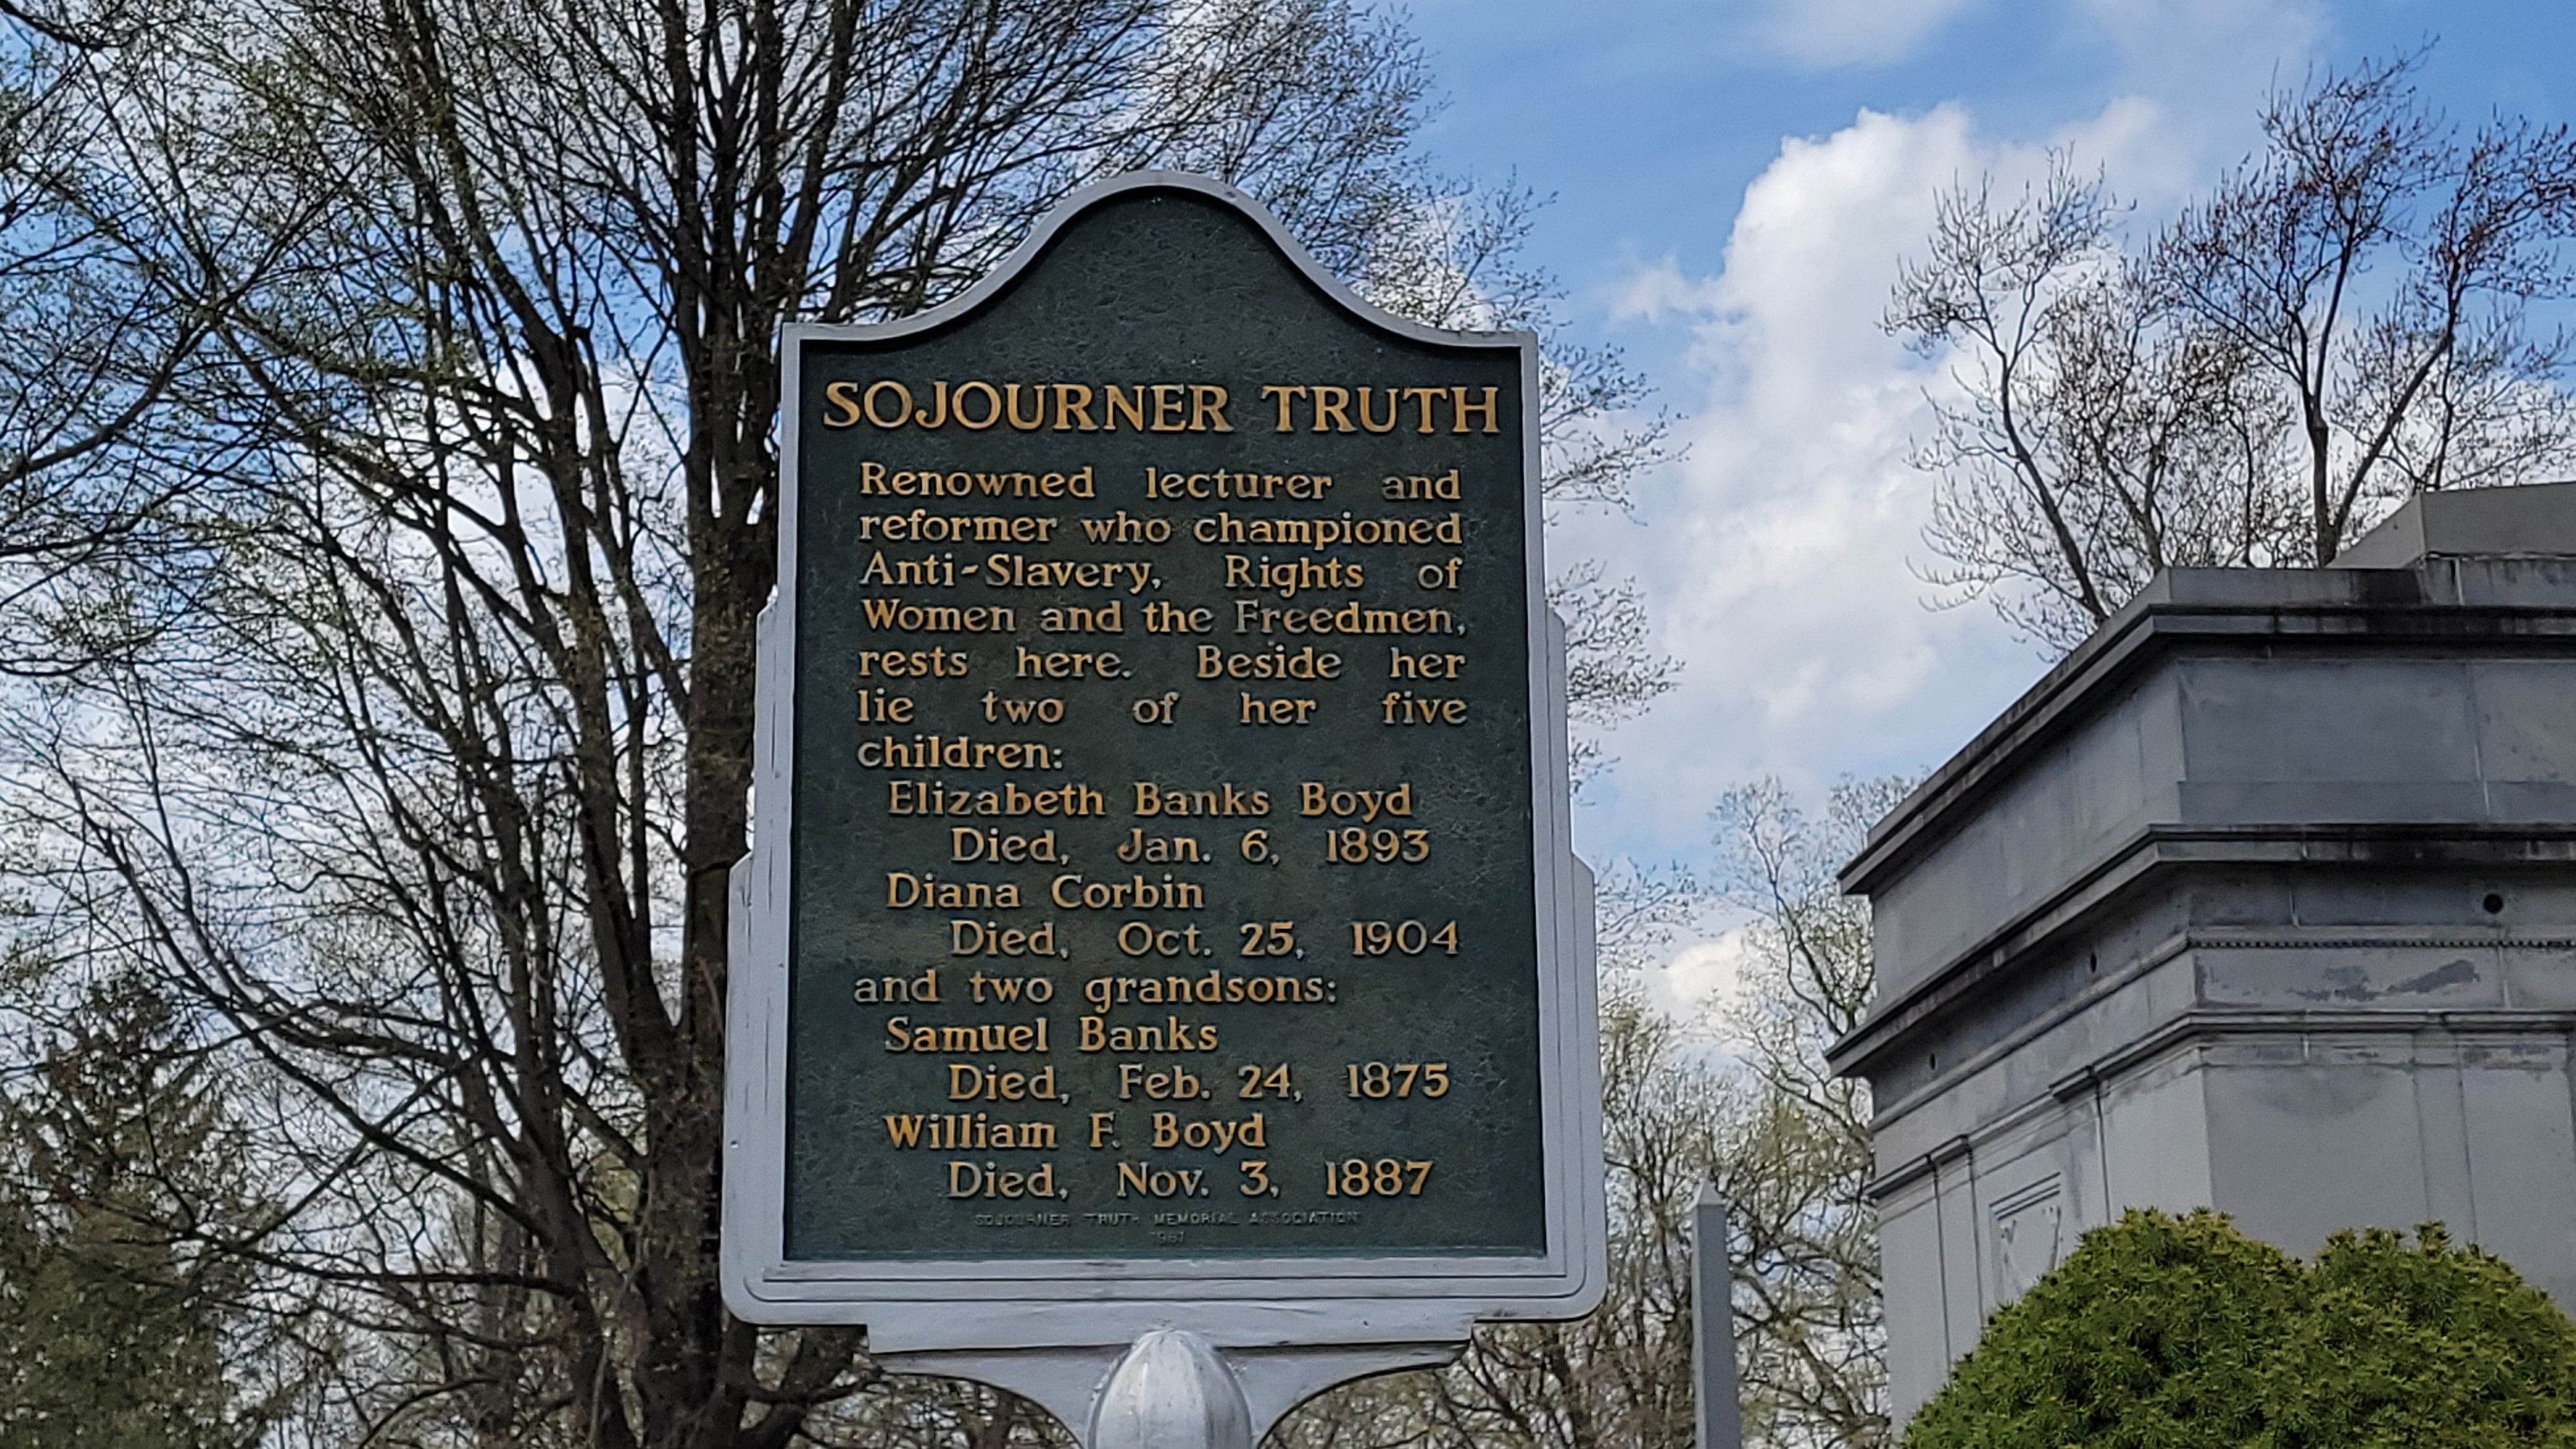 SOJOURNER TRUTH
Renowned lecturer and
reformer who championed
Anti-Slavery, Rights of
Women and the Freedmen,
rests here. Beside her
lie two of her five
children:
Elizabeth Banks Boyd
Died, Jan. 6, 1893
Diana Corbin
Died, Oct. 25, 1904
and two grandsons:
Samuel Banks
Died, Feb. 24, 1875
William F. Boyd
Died, Nov. 3, 1887
SOJOURNER TRUTH MEMORIAL ASSOCIATION